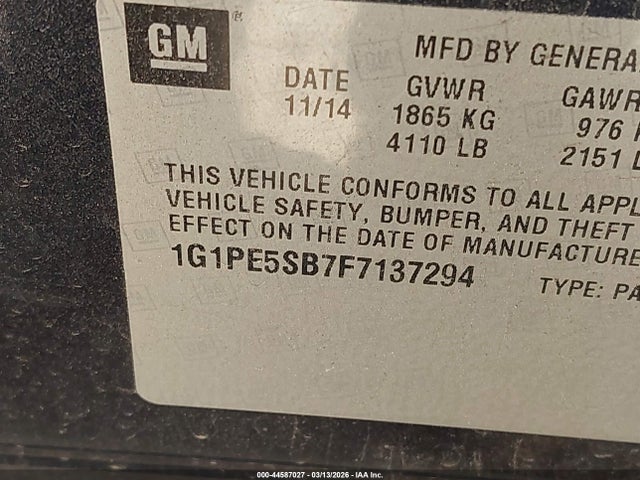 GM ®
MFD BY GENERA
DATE GVWR GAWR
11/14 1865 KG 976
4110 LB 2151 L
THIS VEHICLE CONFORMS TO ALL APPL
VEHICLE SAFETY, BUMPER, AND THEFT
EFFECT ON THE DATE OF MANUFACTURE
1G1PE5SB7F7137294 TYPE: PA
000-44587027 - 03/13/2026 - IAA Inc.